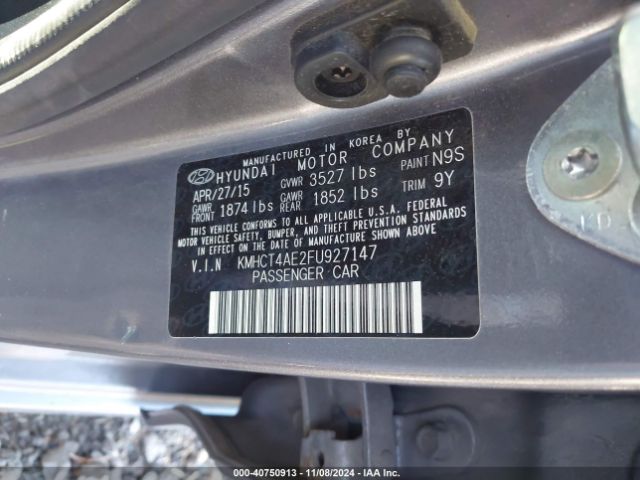 MANUFACTURED IN KOREA BY
HYUNDAI MOTOR COMPANY
APR/27/15 GVWR 3527 lbs PAINT N9S
GAWR FRONT 1874 lbs GAWR REAR 1852 lbs TRIM 9Y
THIS VEHICLE CONFORMS TO ALL APPLICABLE U.S.A. FEDERAL
MOTOR VEHICLE SAFETY, BUMPER, AND THEFT PREVENTION STANDARDS
IN EFFECT ON THE DATE OF MANUFACTURE SHOWN ABOVE.
V.I.N KMHCT4AE2FU927147
PASSENGER CAR
KD
000-40750913 - 11/08/2024 - IAA Inc.